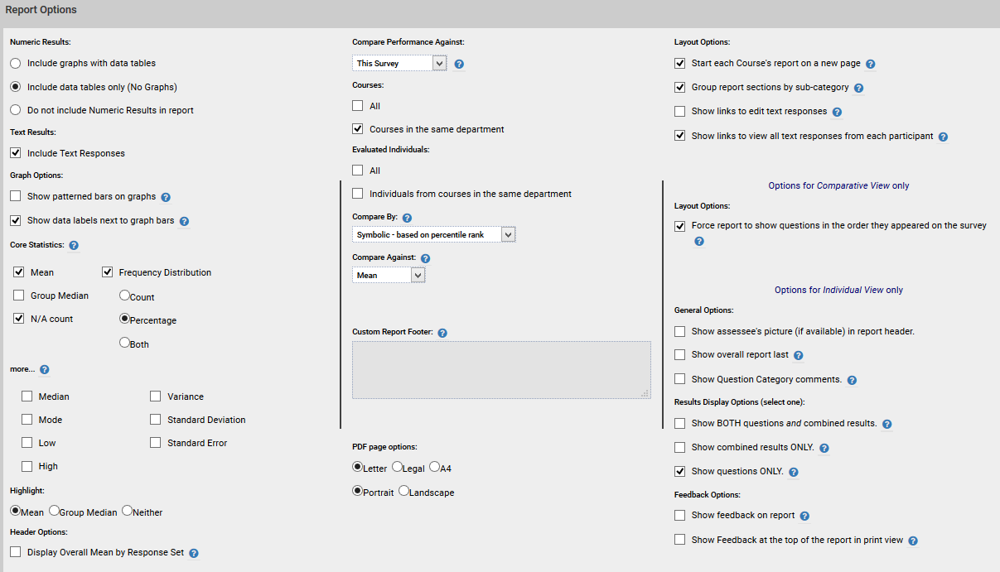 Report Options
Numeric Results:
Include graphs with data tables
Include data tables only (No Graphs)
Do not include Numeric Results in report
Text Results:
Include Text Responses
Graph Options:
Show patterned bars on graphs ?
Show data labels next to graph bars ?
Core Statistics: ?
Mean
Frequency Distribution
Group Median
Count
N/A count
Percentage
Both
more... ?
Median
Variance
Mode
Standard Deviation
Low
Standard Error
High
Highlight:
Mean Group Median Neither
Header Options:
Display Overall Mean by Response Set ?
Compare Performance Against:
This Survey ?
Courses:
All
Courses in the same department
Evaluated Individuals:
All
Individuals from courses in the same department
Compare By: ?
Symbolic - based on percentile rank
Compare Against: ?
Mean
Custom Report Footer: ?
PDF page options:
Letter Legal A4
Portrait Landscape
Layout Options:
Start each Course's report on a new page ?
Group report sections by sub-category ?
Show links to edit text responses ?
Show links to view all text responses from each participant ?
Options for Comparative View only
Layout Options:
Force report to show questions in the order they appeared on the survey
?
Options for Individual View only
General Options:
Show assessee's picture (if available) in report header.
Show overall report last ?
Show Question Category comments. ?
Results Display Options (select one):
Show BOTH questions and combined results. ?
Show combined results ONLY. ?
Show questions ONLY. ?
Feedback Options:
Show feedback on report ?
Show Feedback at the top of the report in print view ?